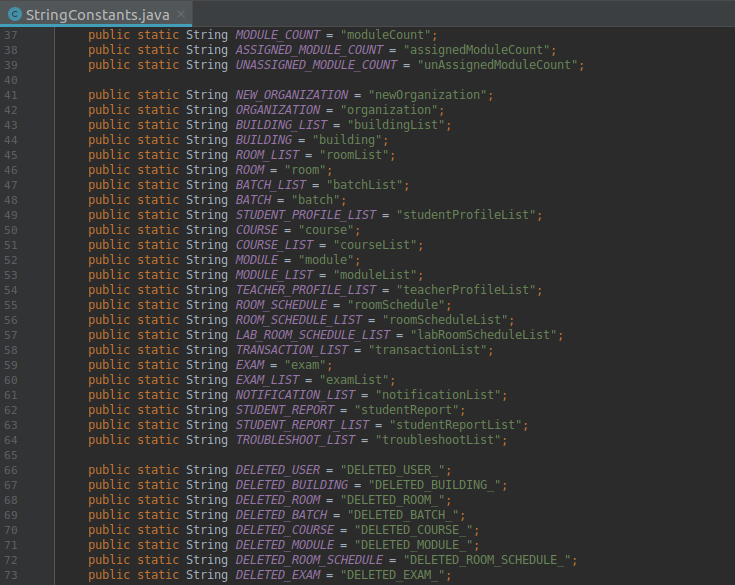 StringConstants.java
37 public static String MODULE_COUNT = "moduleCount";
38 public static String ASSIGNED_MODULE_COUNT = "assignedModuleCount";
39 public static String UNASSIGNED_MODULE_COUNT = "unAssignedModuleCount";
40
41 public static String NEW_ORGANIZATION = "newOrganization";
42 public static String ORGANIZATION = "organization";
43 public static String BUILDING_LIST = "buildingList";
44 public static String BUILDING = "building";
45 public static String ROOM_LIST = "roomList";
46 public static String ROOM = "room";
47 public static String BATCH_LIST = "batchList";
48 public static String BATCH = "batch";
49 public static String STUDENT_PROFILE_LIST = "studentProfileList";
50 public static String COURSE = "course";
51 public static String COURSE_LIST = "courseList";
52 public static String MODULE = "module";
53 public static String MODULE_LIST = "moduleList";
54 public static String TEACHER_PROFILE_LIST = "teacherProfileList";
55 public static String ROOM_SCHEDULE = "roomSchedule";
56 public static String ROOM_SCHEDULE_LIST = "roomScheduleList";
57 public static String LAB_ROOM_SCHEDULE_LIST = "labRoomScheduleList";
58 public static String TRANSACTION_LIST = "transactionList";
59 public static String EXAM = "exam";
60 public static String EXAM_LIST = "examList";
61 public static String NOTIFICATION_LIST = "notificationList";
62 public static String STUDENT_REPORT = "studentReport";
63 public static String STUDENT_REPORT_LIST = "studentReportList";
64 public static String TROUBLESHOOT_LIST = "troubleshootList";
65
66 public static String DELETED_USER = "DELETED_USER_";
67 public static String DELETED_BUILDING = "DELETED_BUILDING_";
68 public static String DELETED_ROOM = "DELETED_ROOM_";
69 public static String DELETED_BATCH = "DELETED_BATCH_";
70 public static String DELETED_COURSE = "DELETED_COURSE_";
71 public static String DELETED_MODULE = "DELETED_MODULE_";
72 public static String DELETED_ROOM_SCHEDULE = "DELETED_ROOM_SCHEDULE_";
73 public static String DELETED_EXAM = "DELETED_EXAM_";